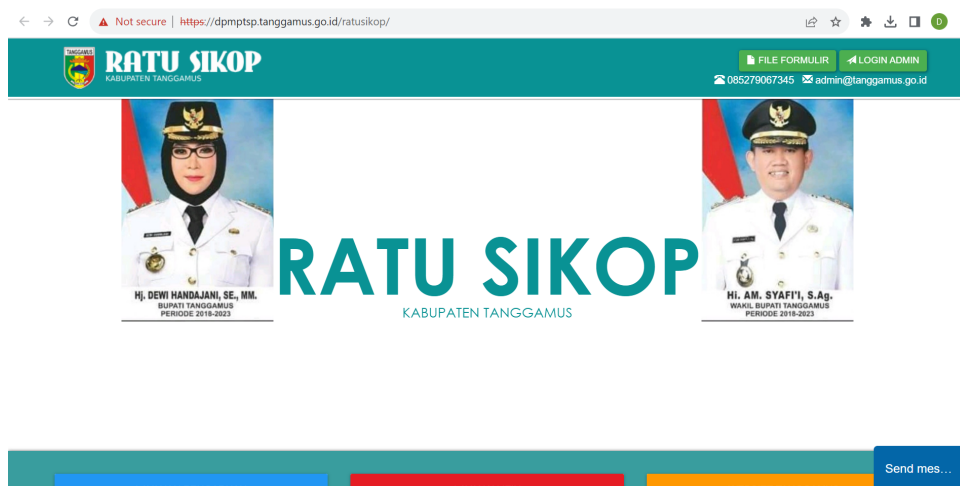 Not secure | https://dpmptsp.tanggamus.go.id/ratusikop/
D
TANGGAMUS
RATU SIKOP
KABUPATEN TANGGAMUS
FILE FORMULIR
LOGIN ADMIN
085279067345 admin@tanggamus.go.id
Hj. DEWI HANDAJANI, SE., MM.
BUPATI TANGGAMUS
PERIODE 2018-2023
RATU SIKOP
KABUPATEN TANGGAMUS
Hi. AM. SYAFI'I, S.Ag.
WAKIL BUPATI TANGGAMUS
PERIODE 2018-2023
Send mes...